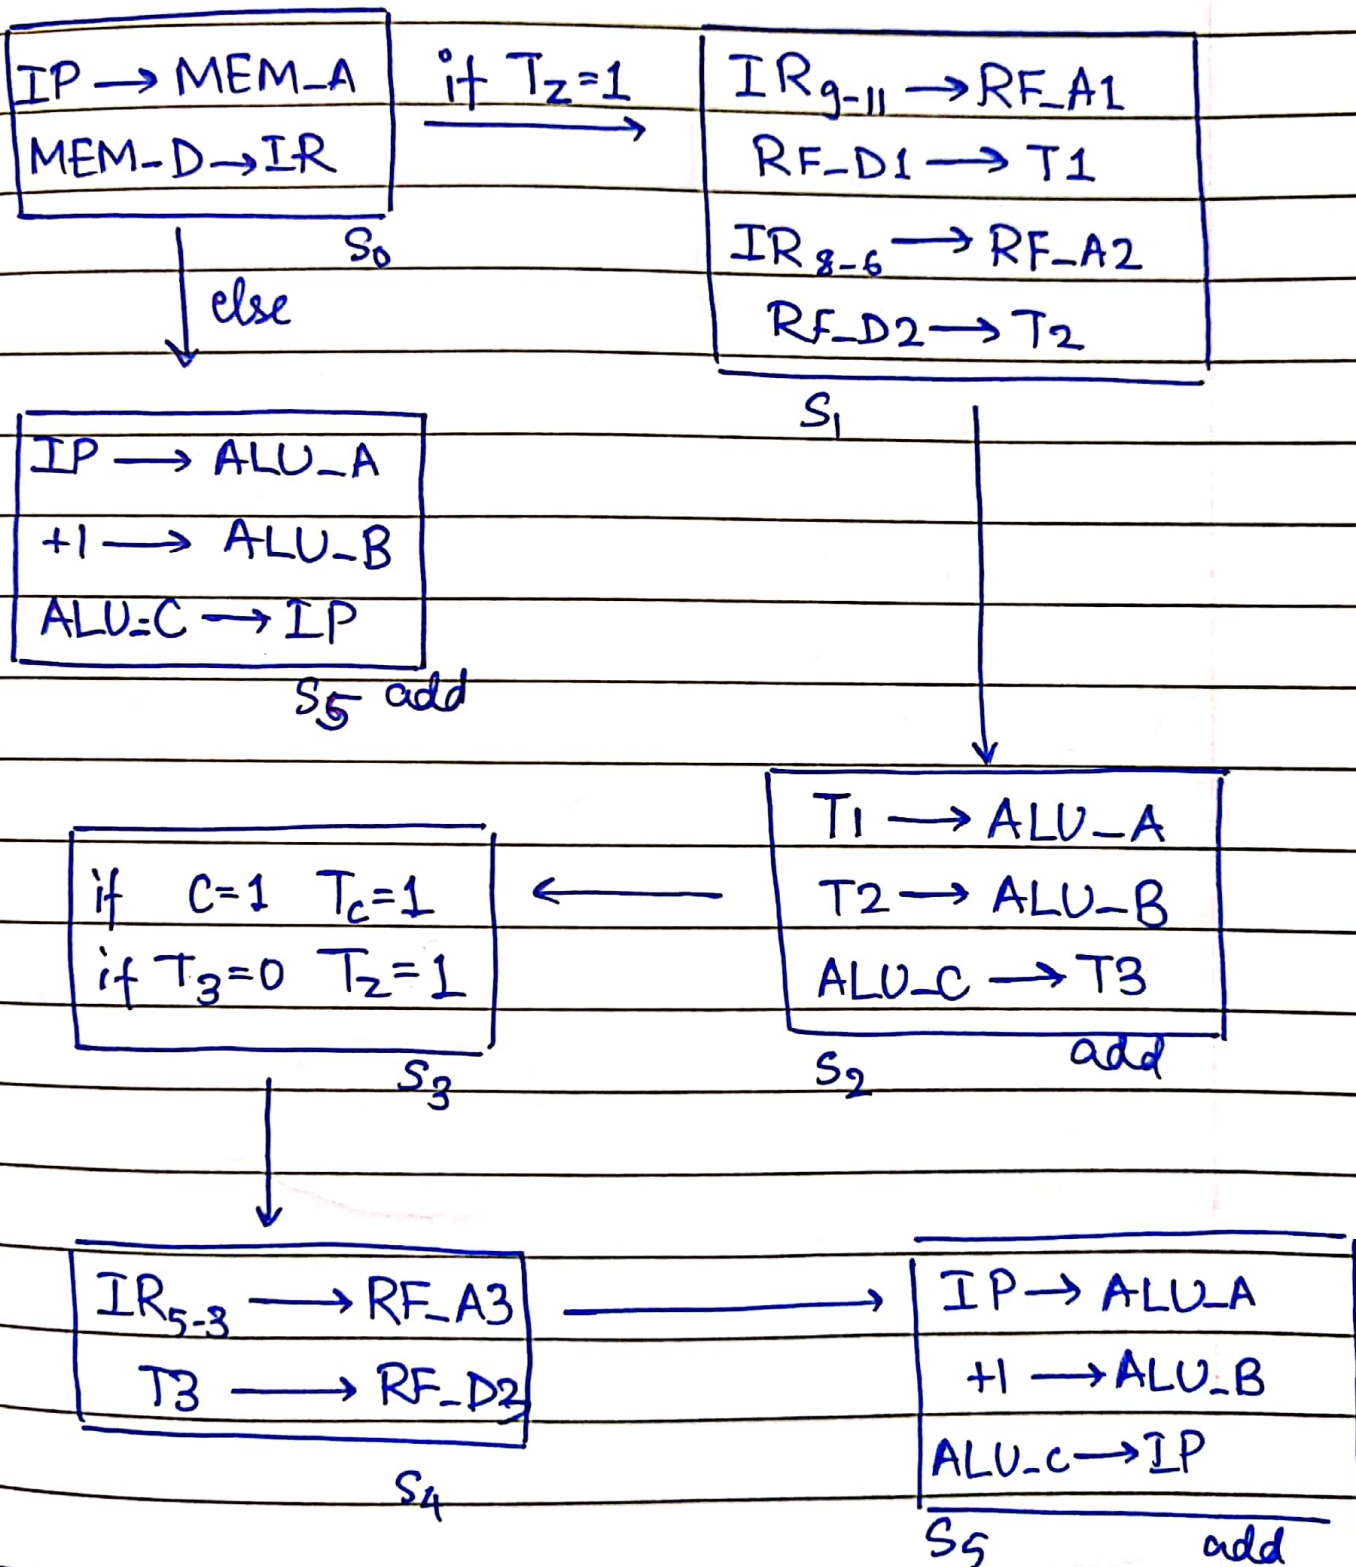 IP → MEM_A
MEM_D → IR
S0
if Tz=1
IR9-11 → RF_A1
RF_D1 → T1
IR8-6 → RF_A2
RF_D2 → T2
S1
else
IP → ALU_A
+1 → ALU_B
ALU_C → IP
S5 add
T1 → ALU_A
T2 → ALU_B
ALU_C → T3
S2 add
if C=1 Tc=1
if T3=0 Tz=1
S3
IR5-3 → RF_A3
T3 → RF_D3
S4
IP → ALU_A
+1 → ALU_B
ALU_C → IP
S5 add